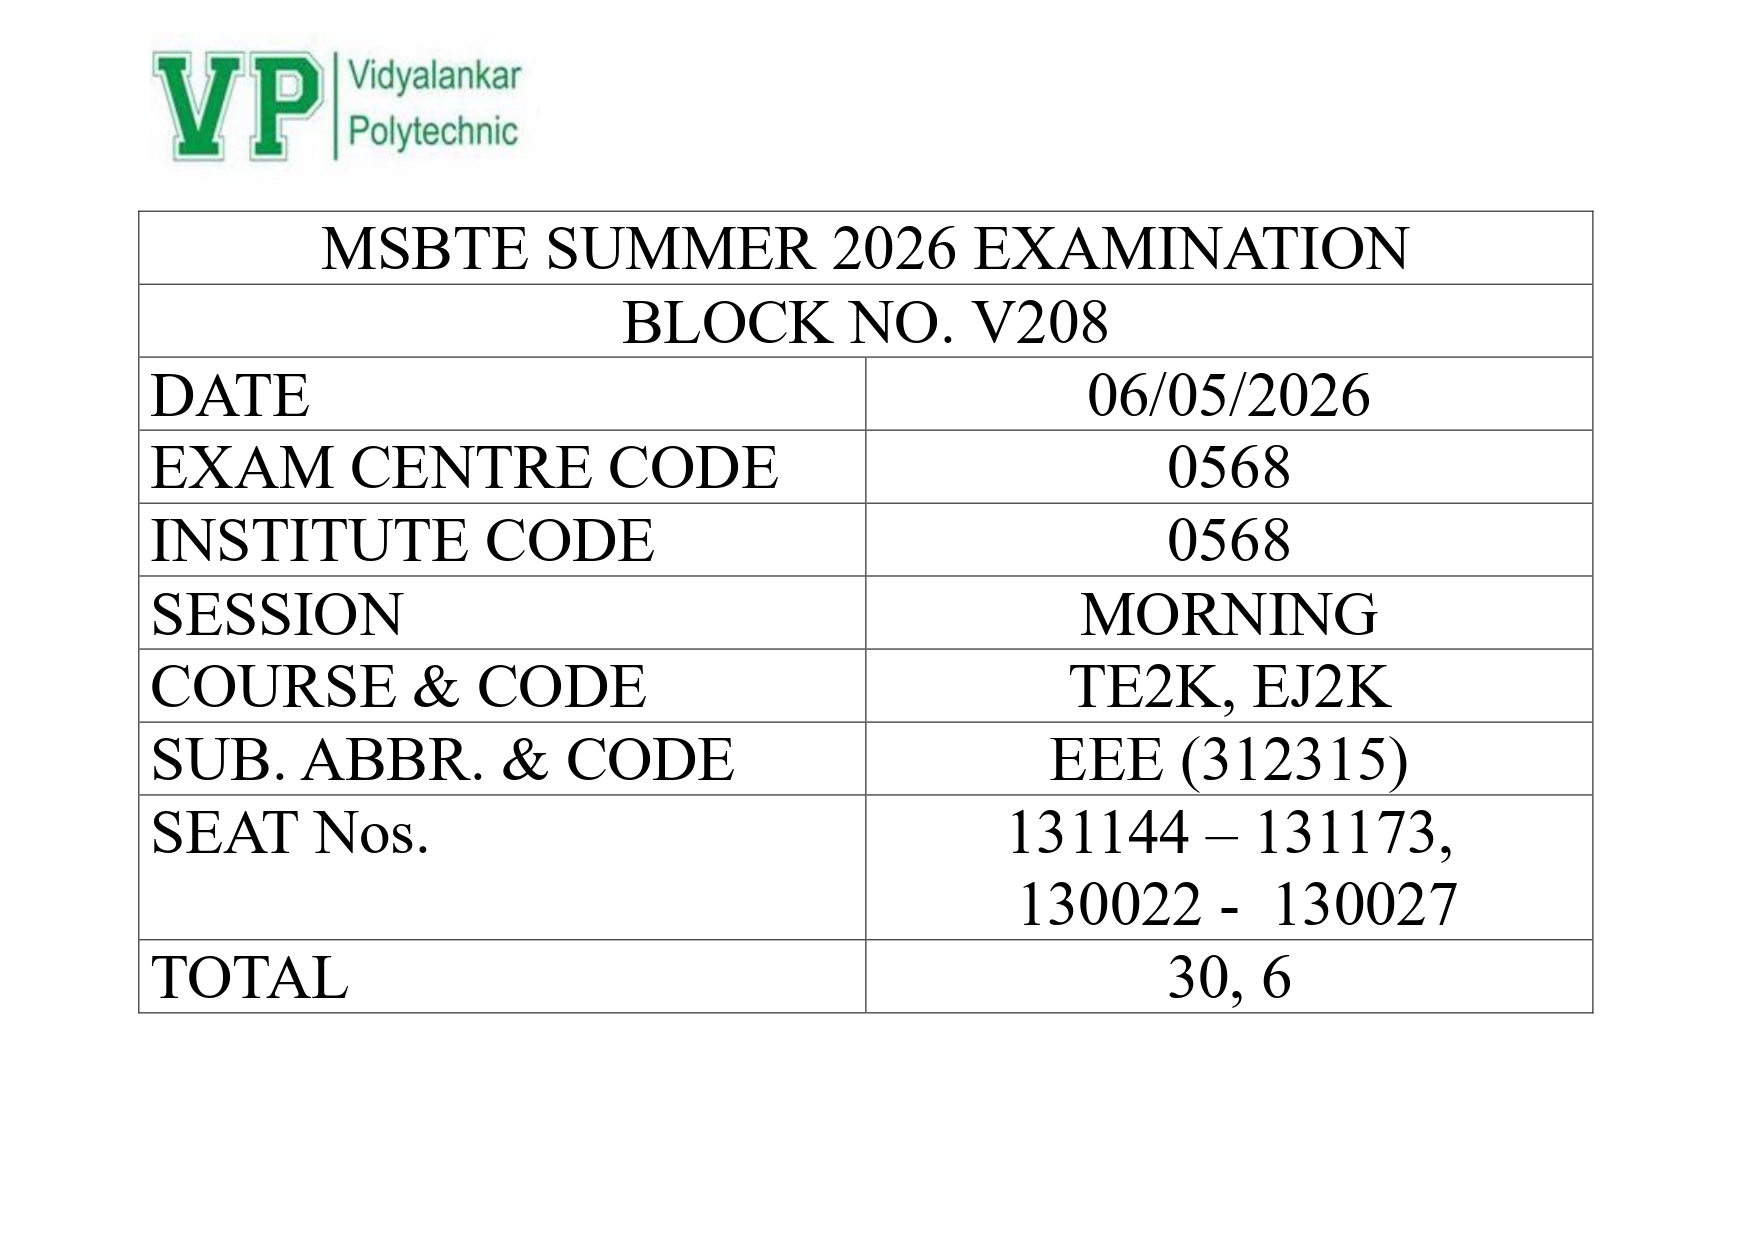 VP Vidyalankar
Polytechnic
MSBTE SUMMER 2026 EXAMINATION
BLOCK NO. V208
DATE 06/05/2026
EXAM CENTRE CODE 0568
INSTITUTE CODE 0568
SESSION MORNING
COURSE & CODE TE2K, EJ2K
SUB. ABBR. & CODE EEE (312315)
SEAT Nos. 131144 – 131173,
130022 - 130027
TOTAL 30, 6